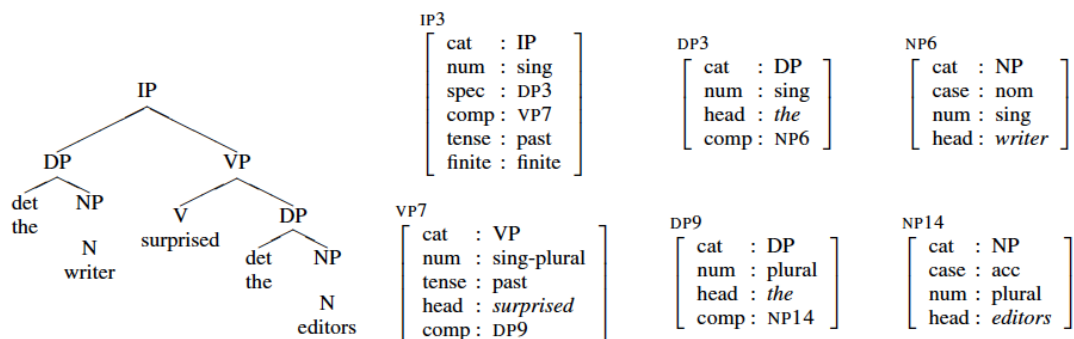 IP
DP VP
det NP V DP
the surprised
N det NP
writer the
N
editors
IP3
cat : IP
num : sing
spec : DP3
comp : VP7
tense : past
finite : finite
DP3
cat : DP
num : sing
head : the
comp : NP6
NP6
cat : NP
case : nom
num : sing
head : writer
VP7
cat : VP
num : sing-plural
tense : past
head : surprised
comp : DP9
DP9
cat : DP
num : plural
head : the
comp : NP14
NP14
cat : NP
case : acc
num : plural
head : editors